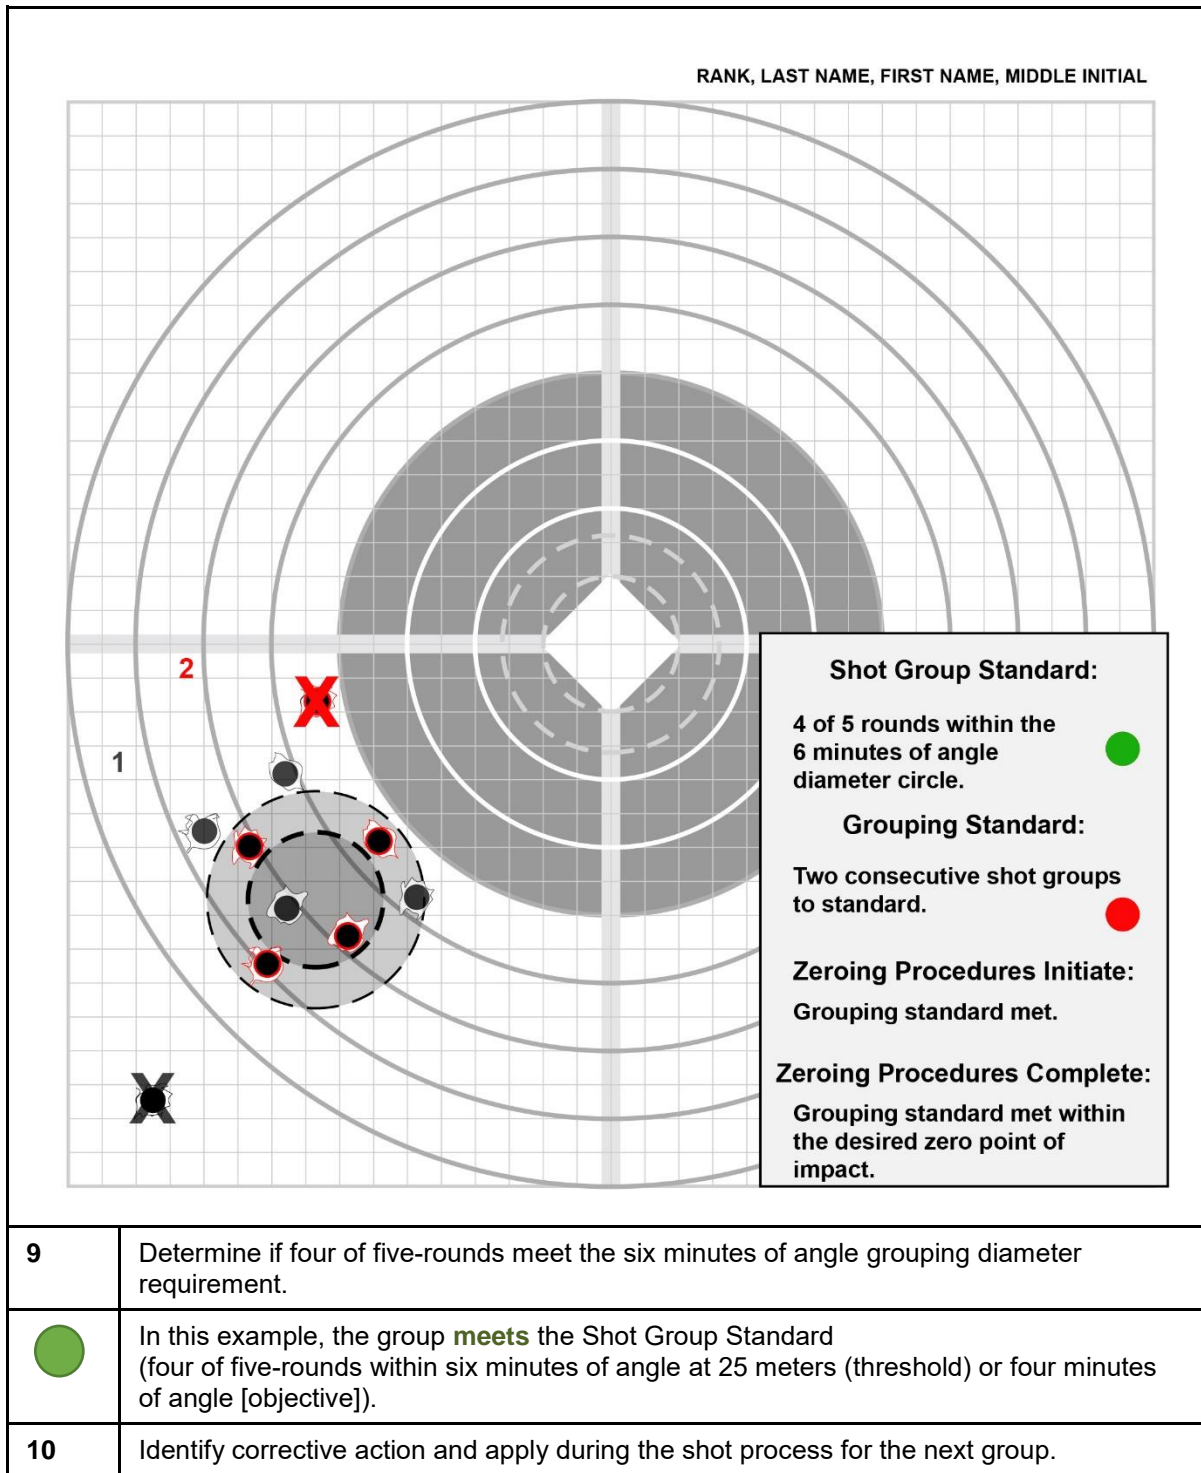 RANK, LAST NAME, FIRST NAME, MIDDLE INITIAL
2
X
1
X
Shot Group Standard:
4 of 5 rounds within the
6 minutes of angle
diameter circle.
Grouping Standard:
Two consecutive shot groups
to standard.
Zeroing Procedures Initiate:
Grouping standard met.
Zeroing Procedures Complete:
Grouping standard met within
the desired zero point of
impact.
9 Determine if four of five-rounds meet the six minutes of angle grouping diameter
requirement.
In this example, the group meets the Shot Group Standard
(four of five-rounds within six minutes of angle at 25 meters (threshold) or four minutes
of angle [objective]).
10 Identify corrective action and apply during the shot process for the next group.